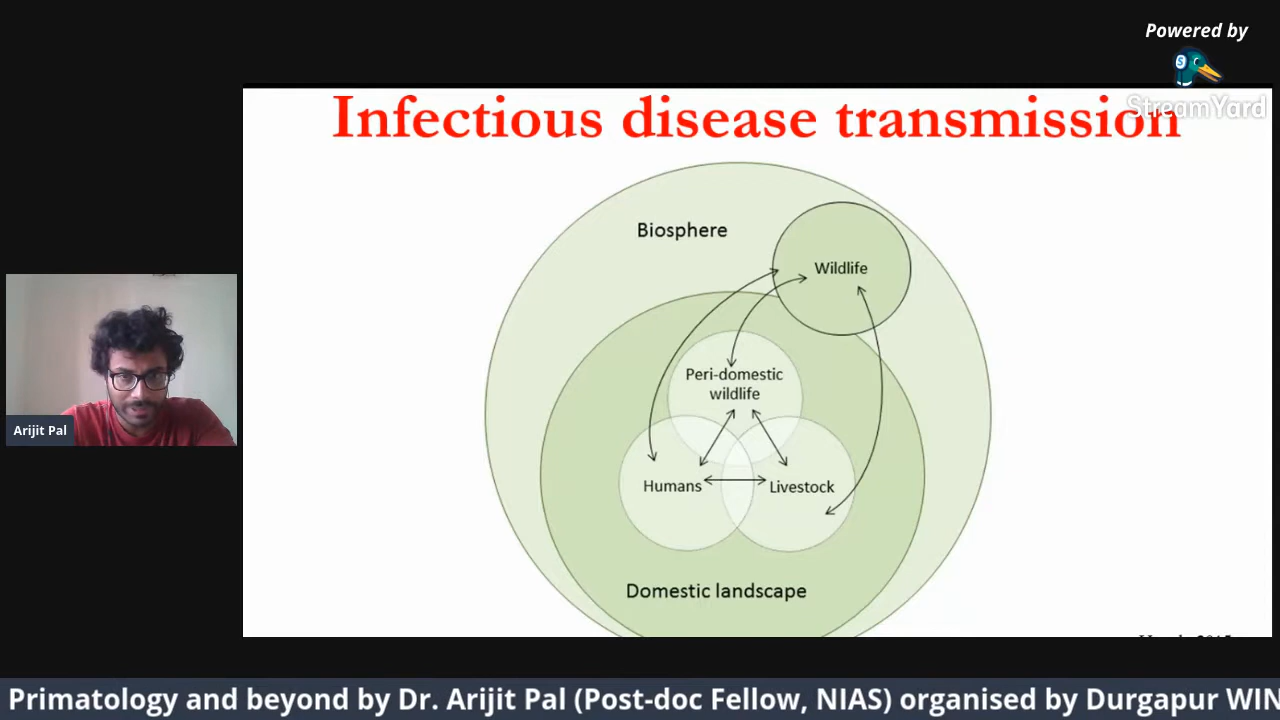 Powered by
StreamYard
Infectious disease transmission
Biosphere
Wildlife
Peri-domestic
wildlife
Humans
Livestock
Domestic landscape
Arijit Pal
Primatology and beyond by Dr. Arijit Pal (Post-doc Fellow, NIAS) organised by Durgapur WIN